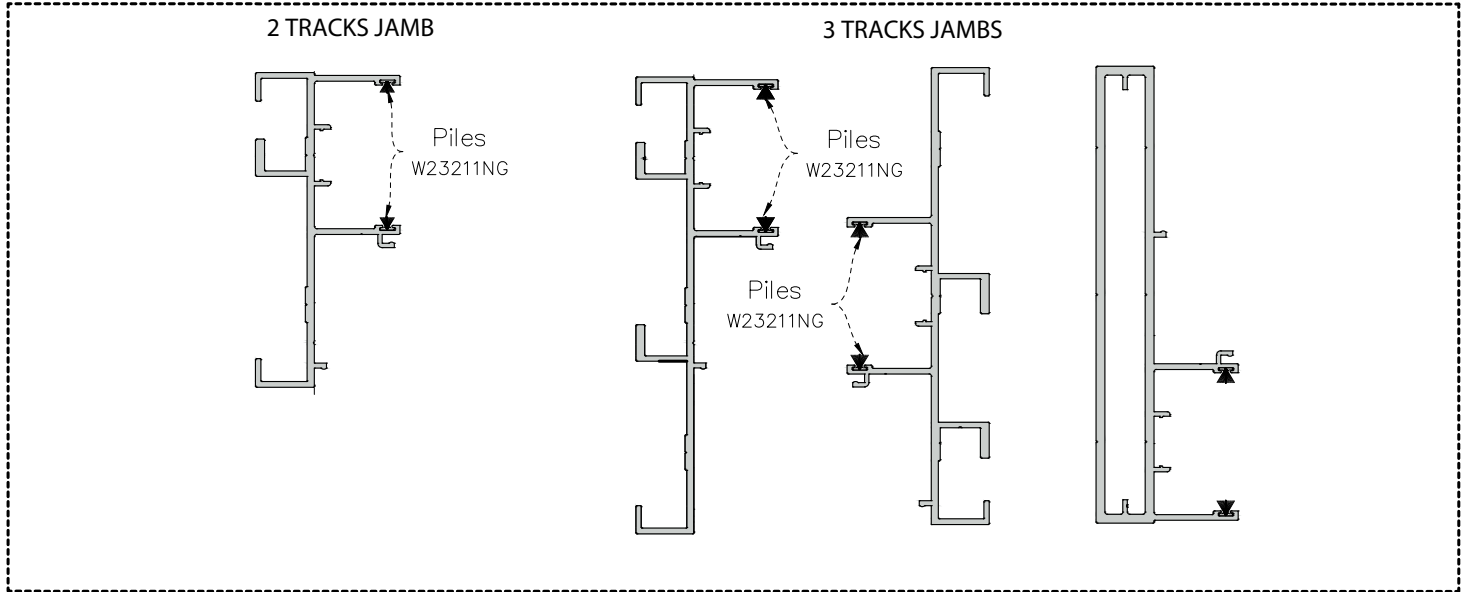 2 TRACKS JAMB
3 TRACKS JAMBS
Piles
W23211NG
Piles
W23211NG
Piles
W23211NG